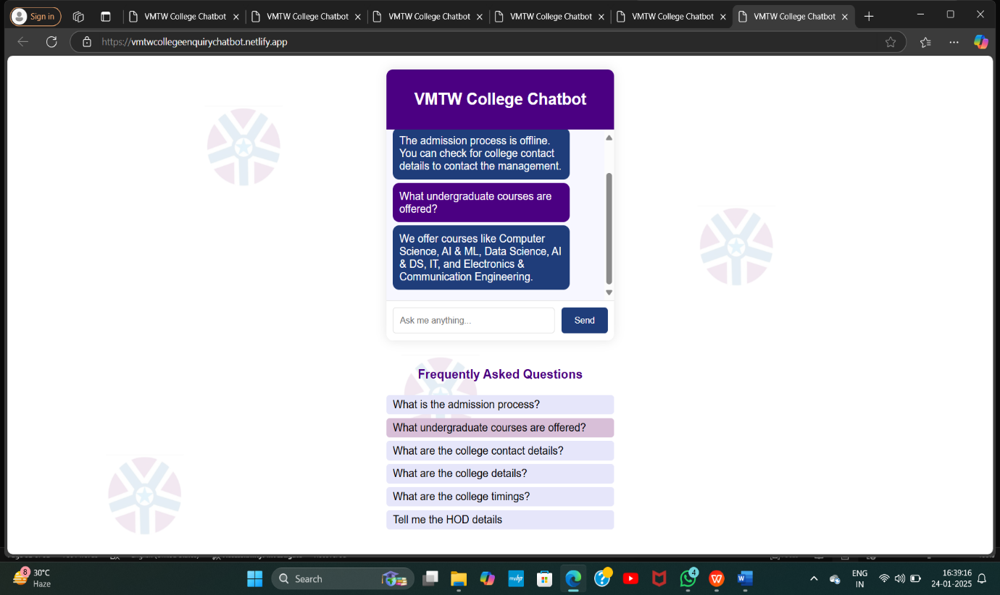 Sign in
VMTW College Chatbot
VMTW College Chatbot
VMTW College Chatbot
VMTW College Chatbot
VMTW College Chatbot
VMTW College Chatbot
https://vmtwcollegeenquirychatbot.netlify.app
VMTW College Chatbot
The admission process is offline.
You can check for college contact
details to contact the management.
What undergraduate courses are
offered?
We offer courses like Computer
Science, AI & ML, Data Science, AI
& DS, IT, and Electronics &
Communication Engineering.
Ask me anything...
Send
Frequently Asked Questions
What is the admission process?
What undergraduate courses are offered?
What are the college contact details?
What are the college details?
What are the college timings?
Tell me the HOD details
8
30°C
Haze
Search
myhp
4
W
ENG
IN
16:39:16
24-01-2025